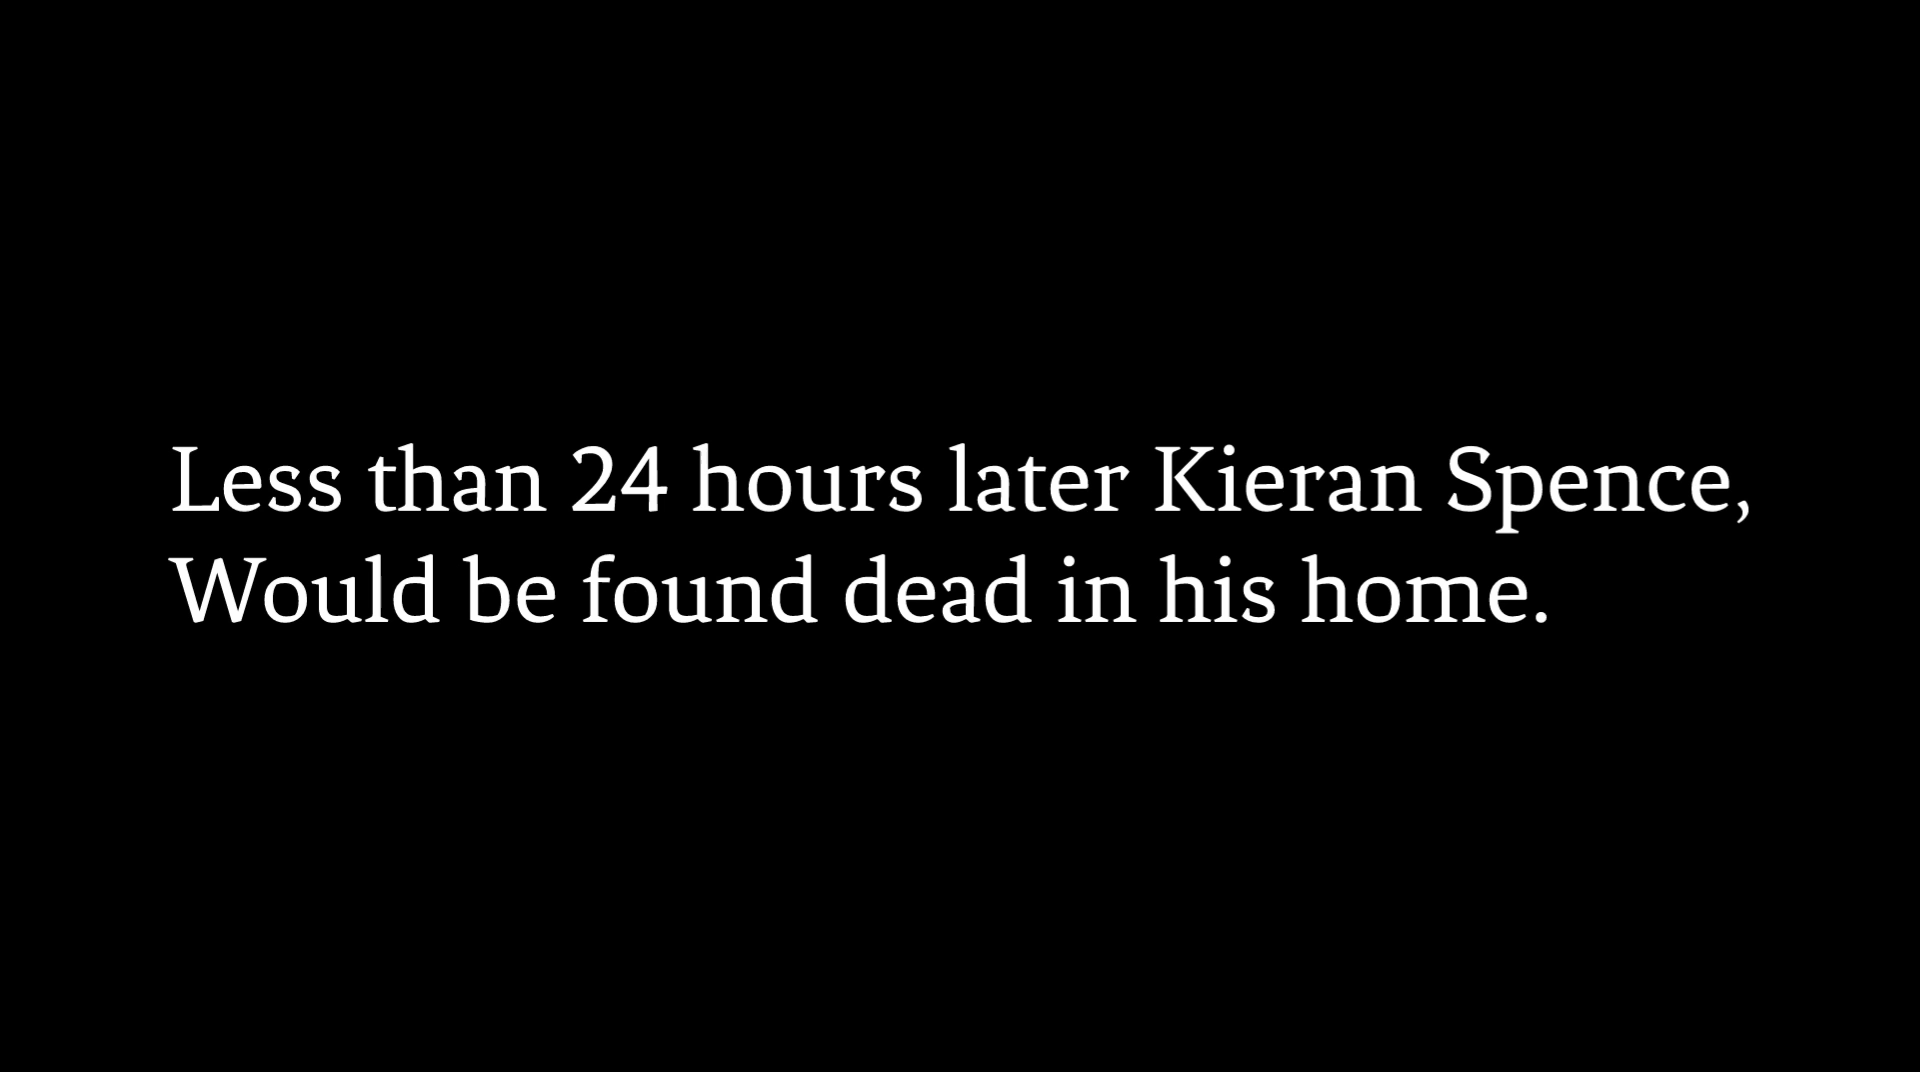 Less than 24 hours later Kieran Spence,
Would be found dead in his home.